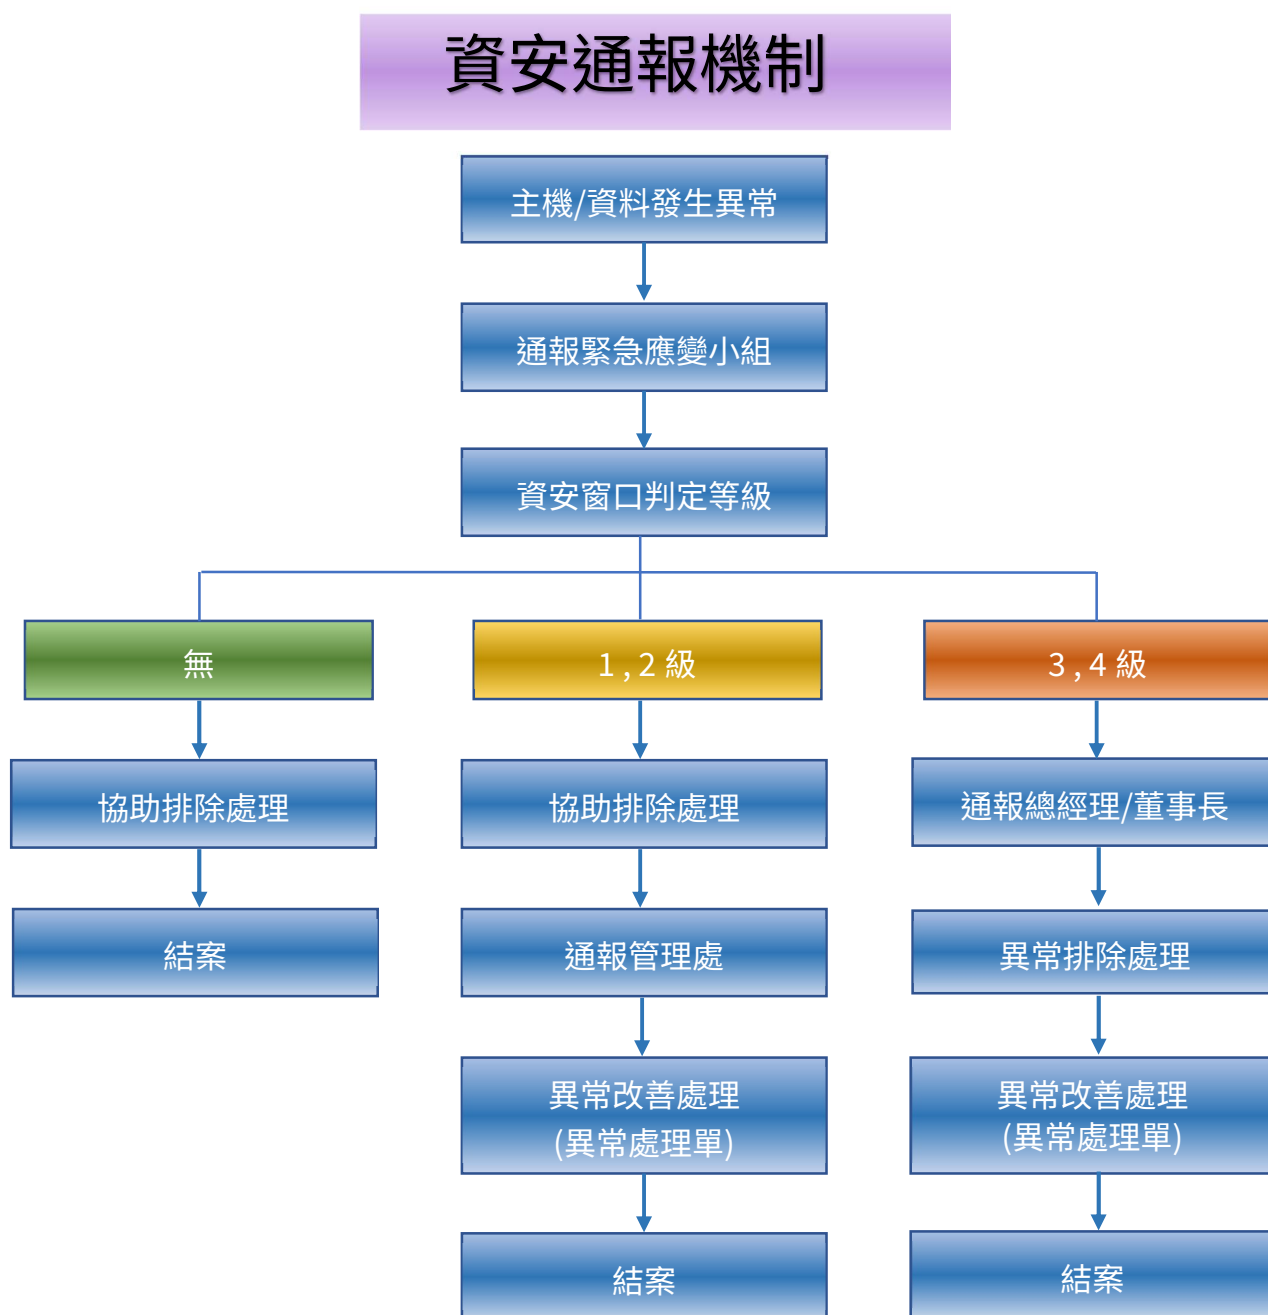 資安通報機制
主機/資料發生異常
通報緊急應變小組
資安窗口判定等級
無
1 , 2 級
3 , 4 級
協助排除處理
協助排除處理
通報總經理/董事長
結案
通報管理處
異常排除處理
異常改善處理
(異常處理單)
異常改善處理
(異常處理單)
結案
結案